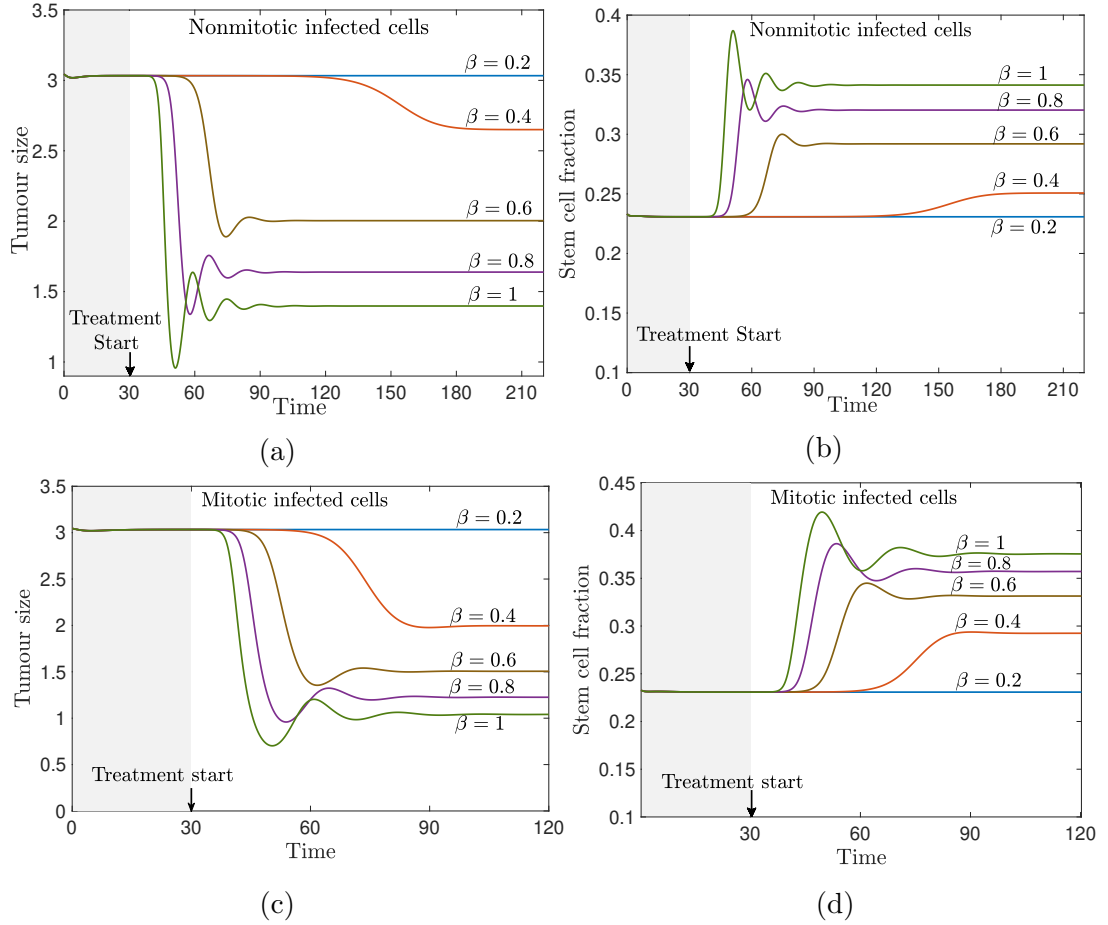 Nonmitotic infected cells
3.5
3
2.5
2
1.5
1
Tumour size
β = 0.2
β = 0.4
β = 0.6
β = 0.8
β = 1
Treatment
Start
0 30 60 90 120 150 180 210
Time
(a)
Nonmitotic infected cells
0.4
0.35
0.3
0.25
0.2
0.15
0.1
Stem cell fraction
β = 1
β = 0.8
β = 0.6
β = 0.4
β = 0.2
Treatment Start
0 30 60 90 120 150 180 210
Time
(b)
Mitotic infected cells
3.5
3
2.5
2
1.5
1
0.5
0
Tumour size
β = 0.2
β = 0.4
β = 0.6
β = 0.8
β = 1
Treatment start
0 30 60 90 120
Time
(c)
Mitotic infected cells
0.45
0.4
0.35
0.3
0.25
0.2
0.15
0.1
Stem cell fraction
β = 1
β = 0.8
β = 0.6
β = 0.4
β = 0.2
Treatment start
30 60 90 120
Time
(d)